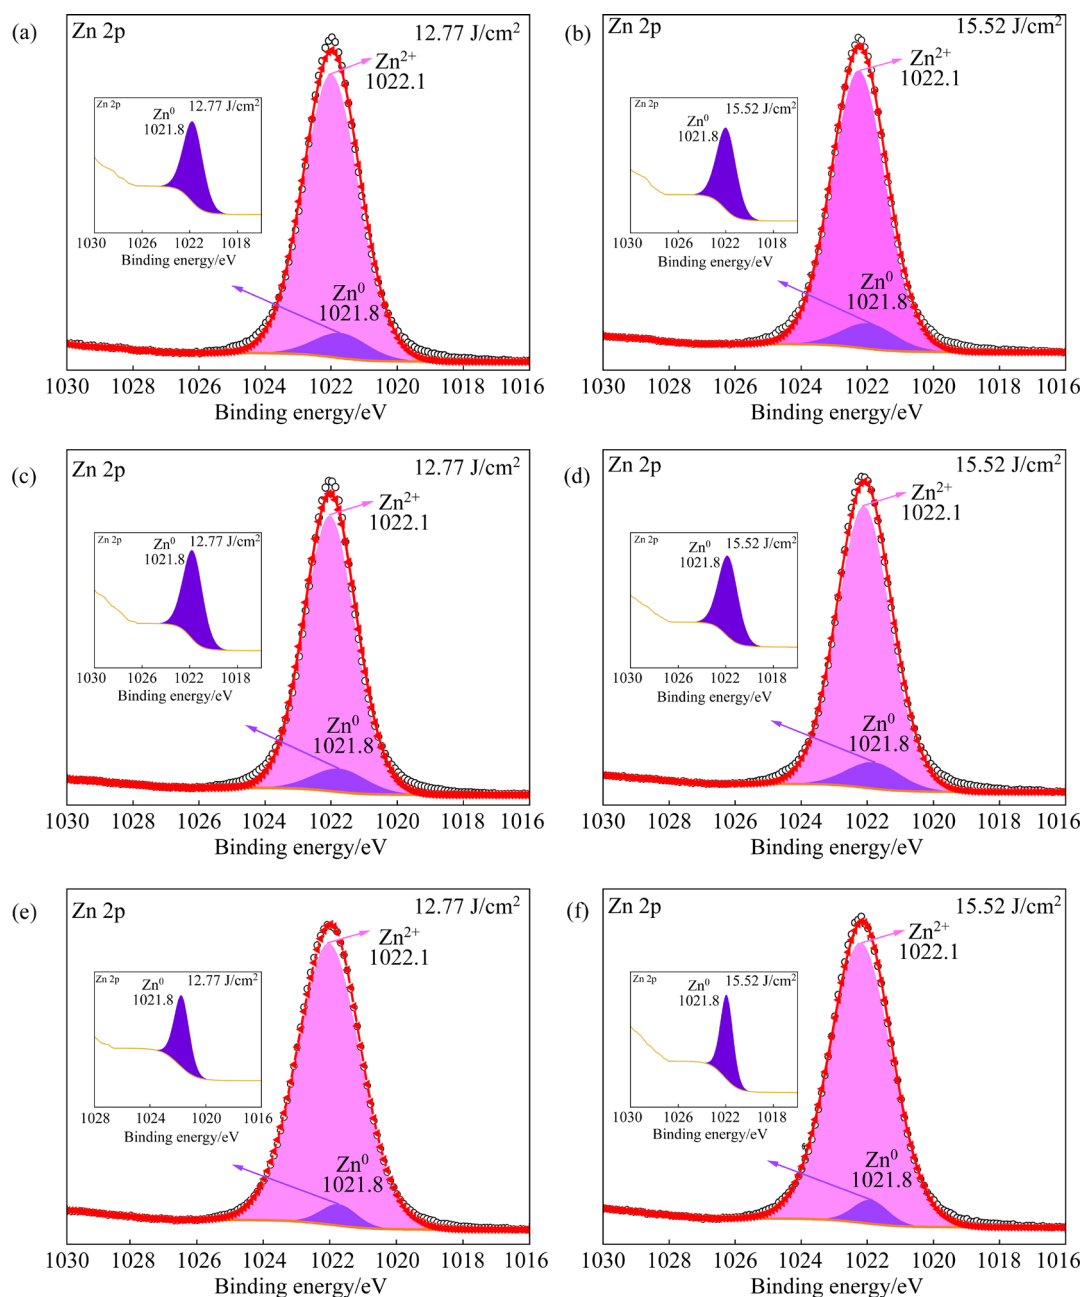 (a)
Zn 2p
12.77 J/cm²
Zn²⁺
1022.1
Zn 2p
12.77 J/cm²
Zn⁰
1021.8
1030 1026 1022 1018
Binding energy/eV
Zn⁰
1021.8
1030 1028 1026 1024 1022 1020 1018 1016
Binding energy/eV
(b)
Zn 2p
15.52 J/cm²
Zn²⁺
1022.1
Zn 2p
15.52 J/cm²
Zn⁰
1021.8
1030 1026 1022 1018
Binding energy/eV
Zn⁰
1021.8
1030 1028 1026 1024 1022 1020 1018 1016
Binding energy/eV
(c)
Zn 2p
12.77 J/cm²
Zn²⁺
1022.1
Zn 2p
12.77 J/cm²
Zn⁰
1021.8
1030 1026 1022 1018
Binding energy/eV
Zn⁰
1021.8
1030 1028 1026 1024 1022 1020 1018 1016
Binding energy/eV
(d)
Zn 2p
15.52 J/cm²
Zn²⁺
1022.1
Zn 2p
15.52 J/cm²
Zn⁰
1021.8
1030 1026 1022 1018
Binding energy/eV
Zn⁰
1021.8
1030 1028 1026 1024 1022 1020 1018 1016
Binding energy/eV
(e)
Zn 2p
12.77 J/cm²
Zn²⁺
1022.1
Zn 2p
12.77 J/cm²
Zn⁰
1021.8
1028 1024 1020 1016
Binding energy/eV
Zn⁰
1021.8
1030 1028 1026 1024 1022 1020 1018 1016
Binding energy/eV
(f)
Zn 2p
15.52 J/cm²
Zn²⁺
1022.1
Zn 2p
15.52 J/cm²
Zn⁰
1021.8
1030 1026 1022 1018
Binding energy/eV
Zn⁰
1021.8
1030 1028 1026 1024 1022 1020 1018 1016
Binding energy/eV